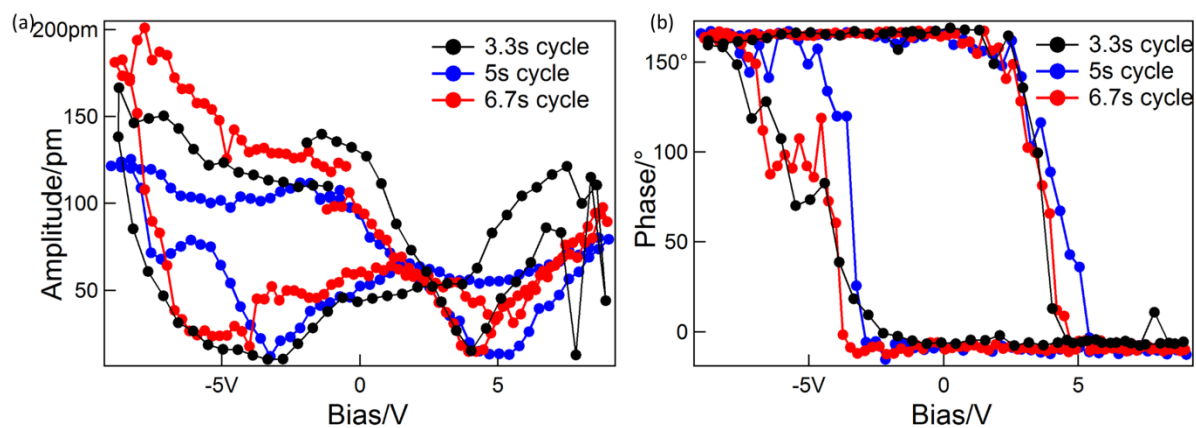 (a)
200pm
150
100
50
Amplitude/pm
-5V
0
5
Bias/V
3.3s cycle
5s cycle
6.7s cycle
(b)
150°
100
50
0
Phase/°
-5V
0
5
Bias/V
3.3s cycle
5s cycle
6.7s cycle